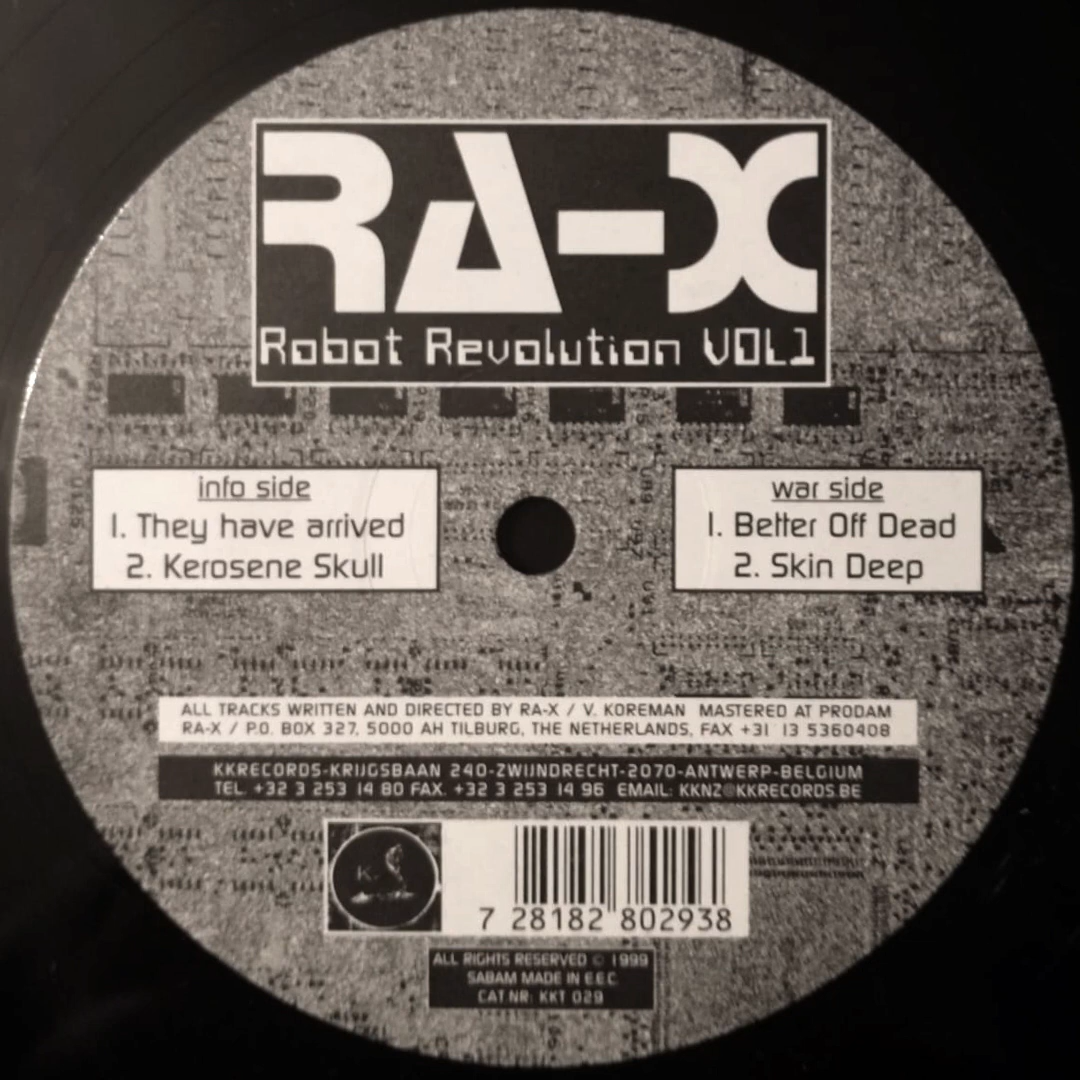 RA-X
Robot Revolution VOL1
info side
1. They have arrived
2. Kerosene Skull
war side
1. Better Off Dead
2. Skin Deep
ALL TRACKS WRITTEN AND DIRECTED BY RA-X / V. KOREMAN MASTERED AT PRODAM
RA-X / P.O. BOX 327, 5000 AH TILBURG, THE NETHERLANDS, FAX +31 13 5360408
KKRECORDS-KRIJGSBAAN 240-ZWIJNDRECHT-2070-ANTWERP-BELGIUM
TEL. +32 3 253 14 80 FAX. +32 3 253 14 96 EMAIL: KKNZ@KKRECORDS.BE
7 28182 802938
ALL RIGHTS RESERVED © 1999
SABAM MADE IN E.E.C.
CAT NR: KKT 029